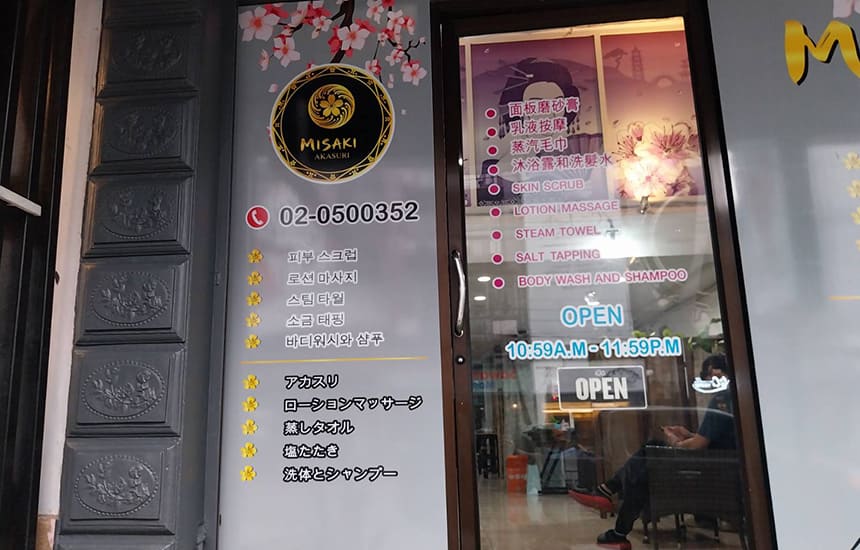 MISAKI
AKASURI
02-0500352
피부 스크럽
로션 마사지
스팀 타월
소금 태핑
바디워시와 샴푸
アカスリ
ローションマッサージ
蒸しタオル
塩たたき
洗体とシャンプー
面板磨砂膏
乳液按摩
蒸汽毛巾
沐浴露和洗髮水
SKIN SCRUB
LOTION MASSAGE
STEAM TOWEL
SALT TAPPING
BODY WASH AND SHAMPOO
OPEN
10:59A.M - 11:59P.M
OPEN
M